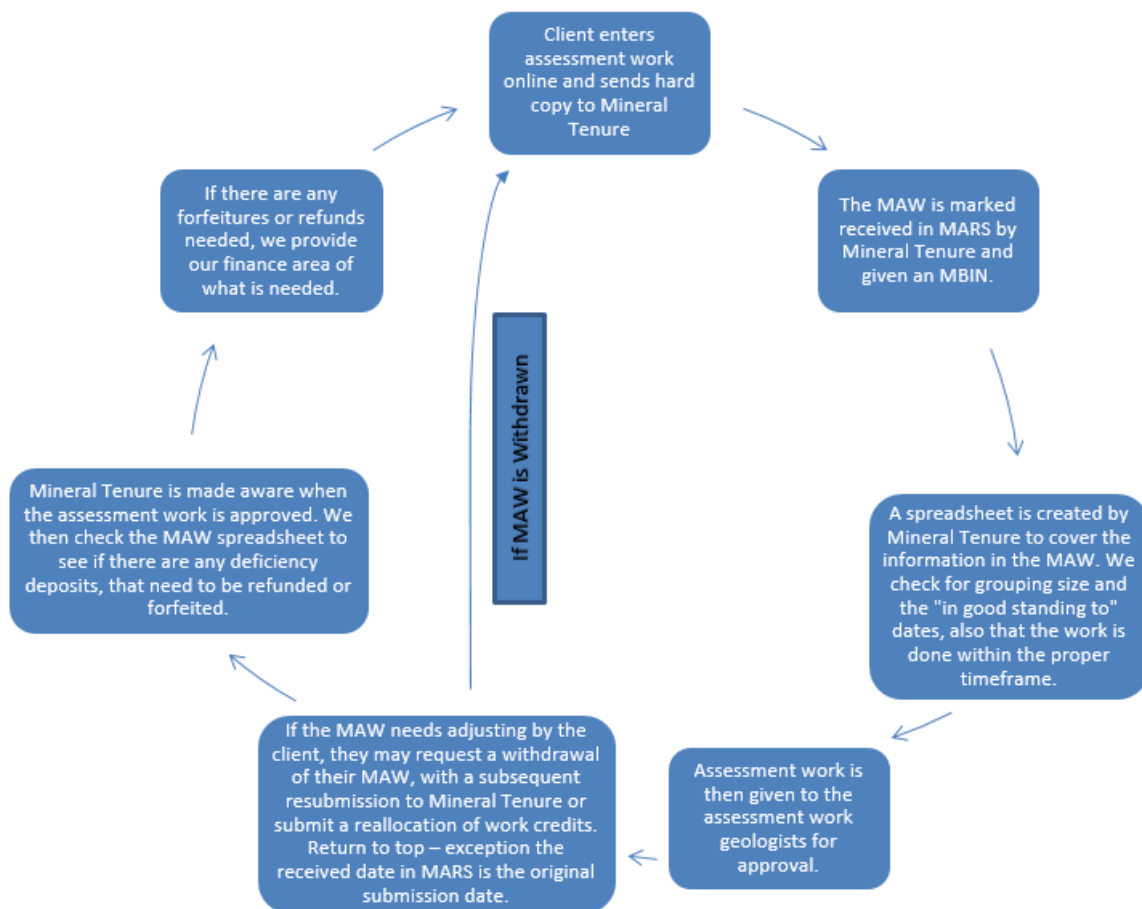 Client enters
assessment work
online and sends hard
copy to Mineral
Tenure
The MAW is marked
received in MARS by
Mineral Tenure and
given an MBIN.
A spreadsheet is created by
Mineral Tenure to cover the
information in the MAW. We
check for grouping size and
the "in good standing to"
dates, also that the work is
done within the proper
timeframe.
Assessment work is
then given to the
assessment work
geologists for
approval.
If the MAW needs adjusting by the
client, they may request a withdrawal
of their MAW, with a subsequent
resubmission to Mineral Tenure or
submit a reallocation of work credits.
Return to top – exception the
received date in MARS is the original
submission date.
Mineral Tenure is made aware when
the assessment work is approved. We
then check the MAW spreadsheet to
see if there are any deficiency
deposits, that need to be refunded or
forfeited.
If there are any
forfeitures or refunds
needed, we provide
our finance area of
what is needed.
If MAW is Withdrawn